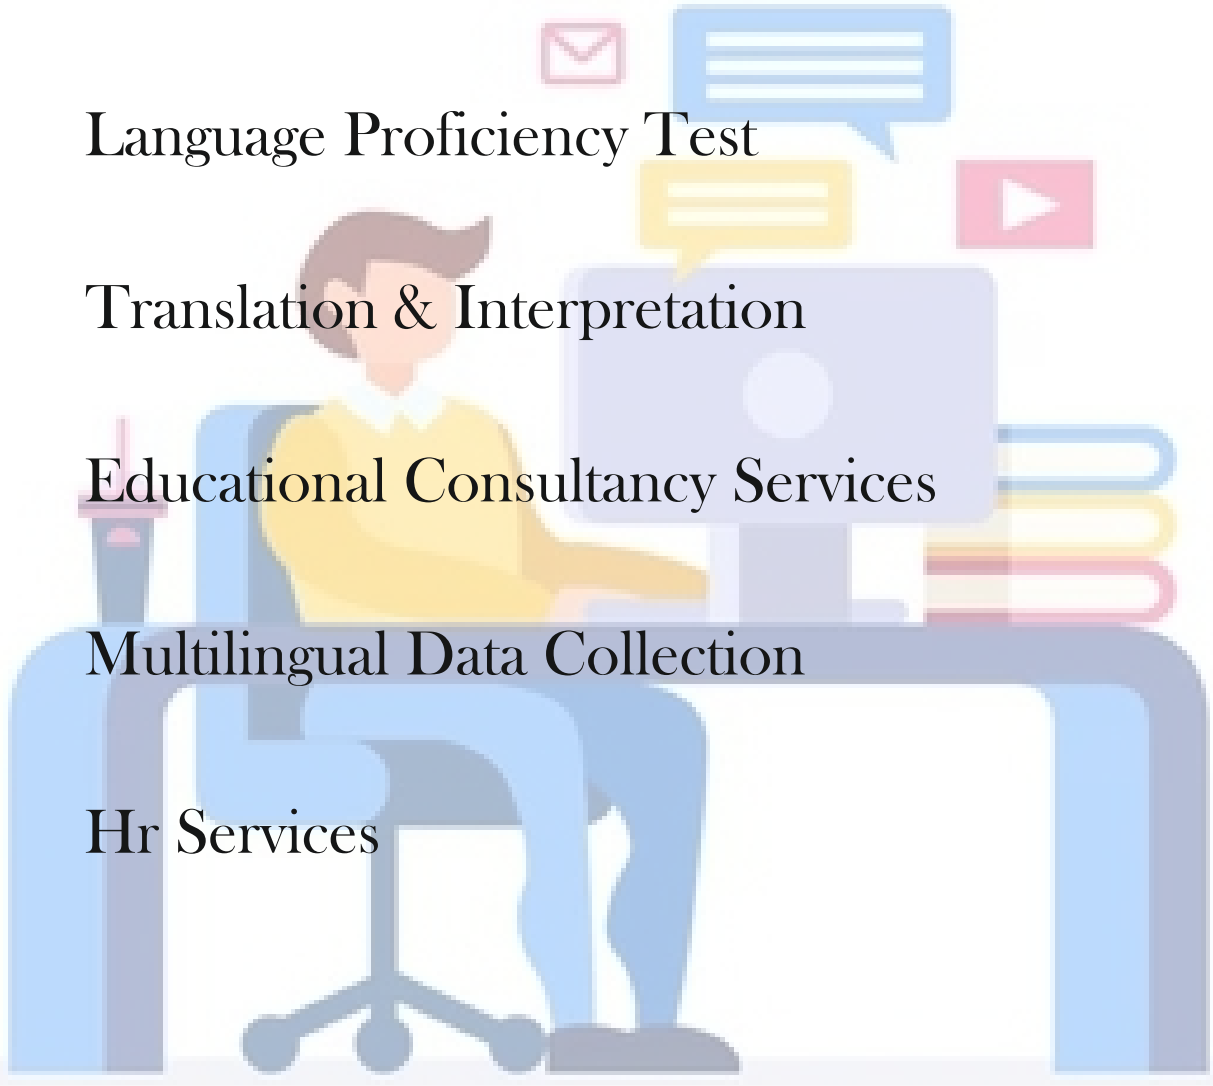 Language Proficiency Test
Translation & Interpretation
Educational Consultancy Services
Multilingual Data Collection
Hr Services